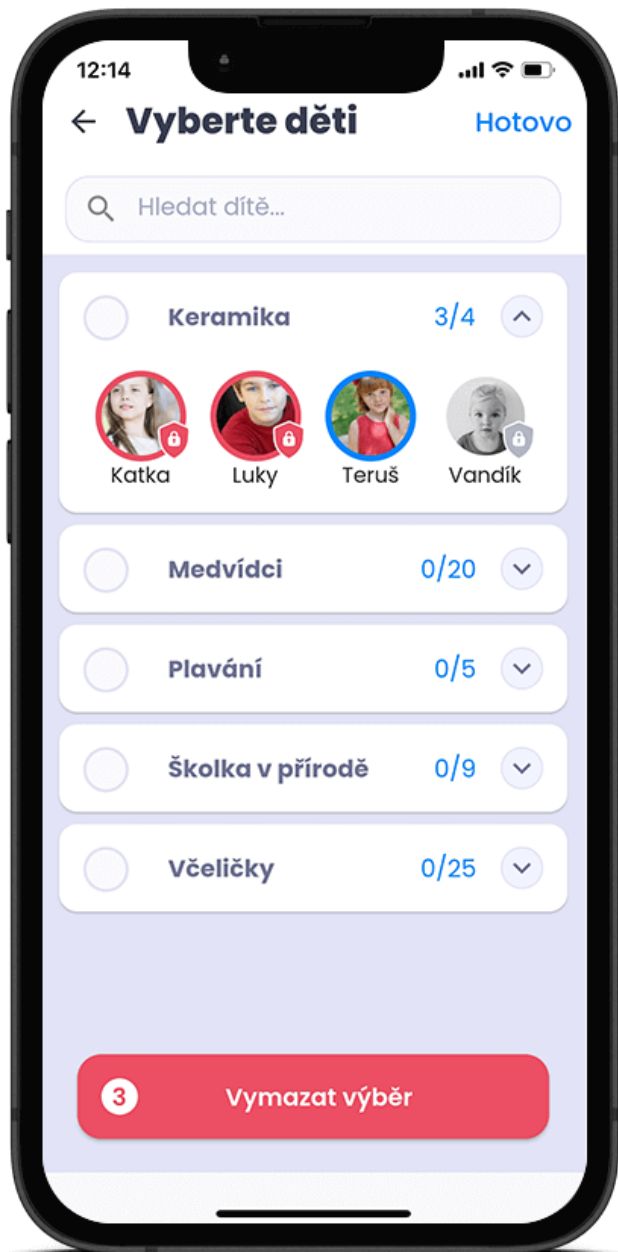 12:14
Vyberte děti Hotovo
Hledat dítě...
Keramika 3/4
Katka Luky Teruš Vandík
Medvídci 0/20
Plavání 0/5
Školka v přírodě 0/9
Včeličky 0/25
3 Vymazat výběr